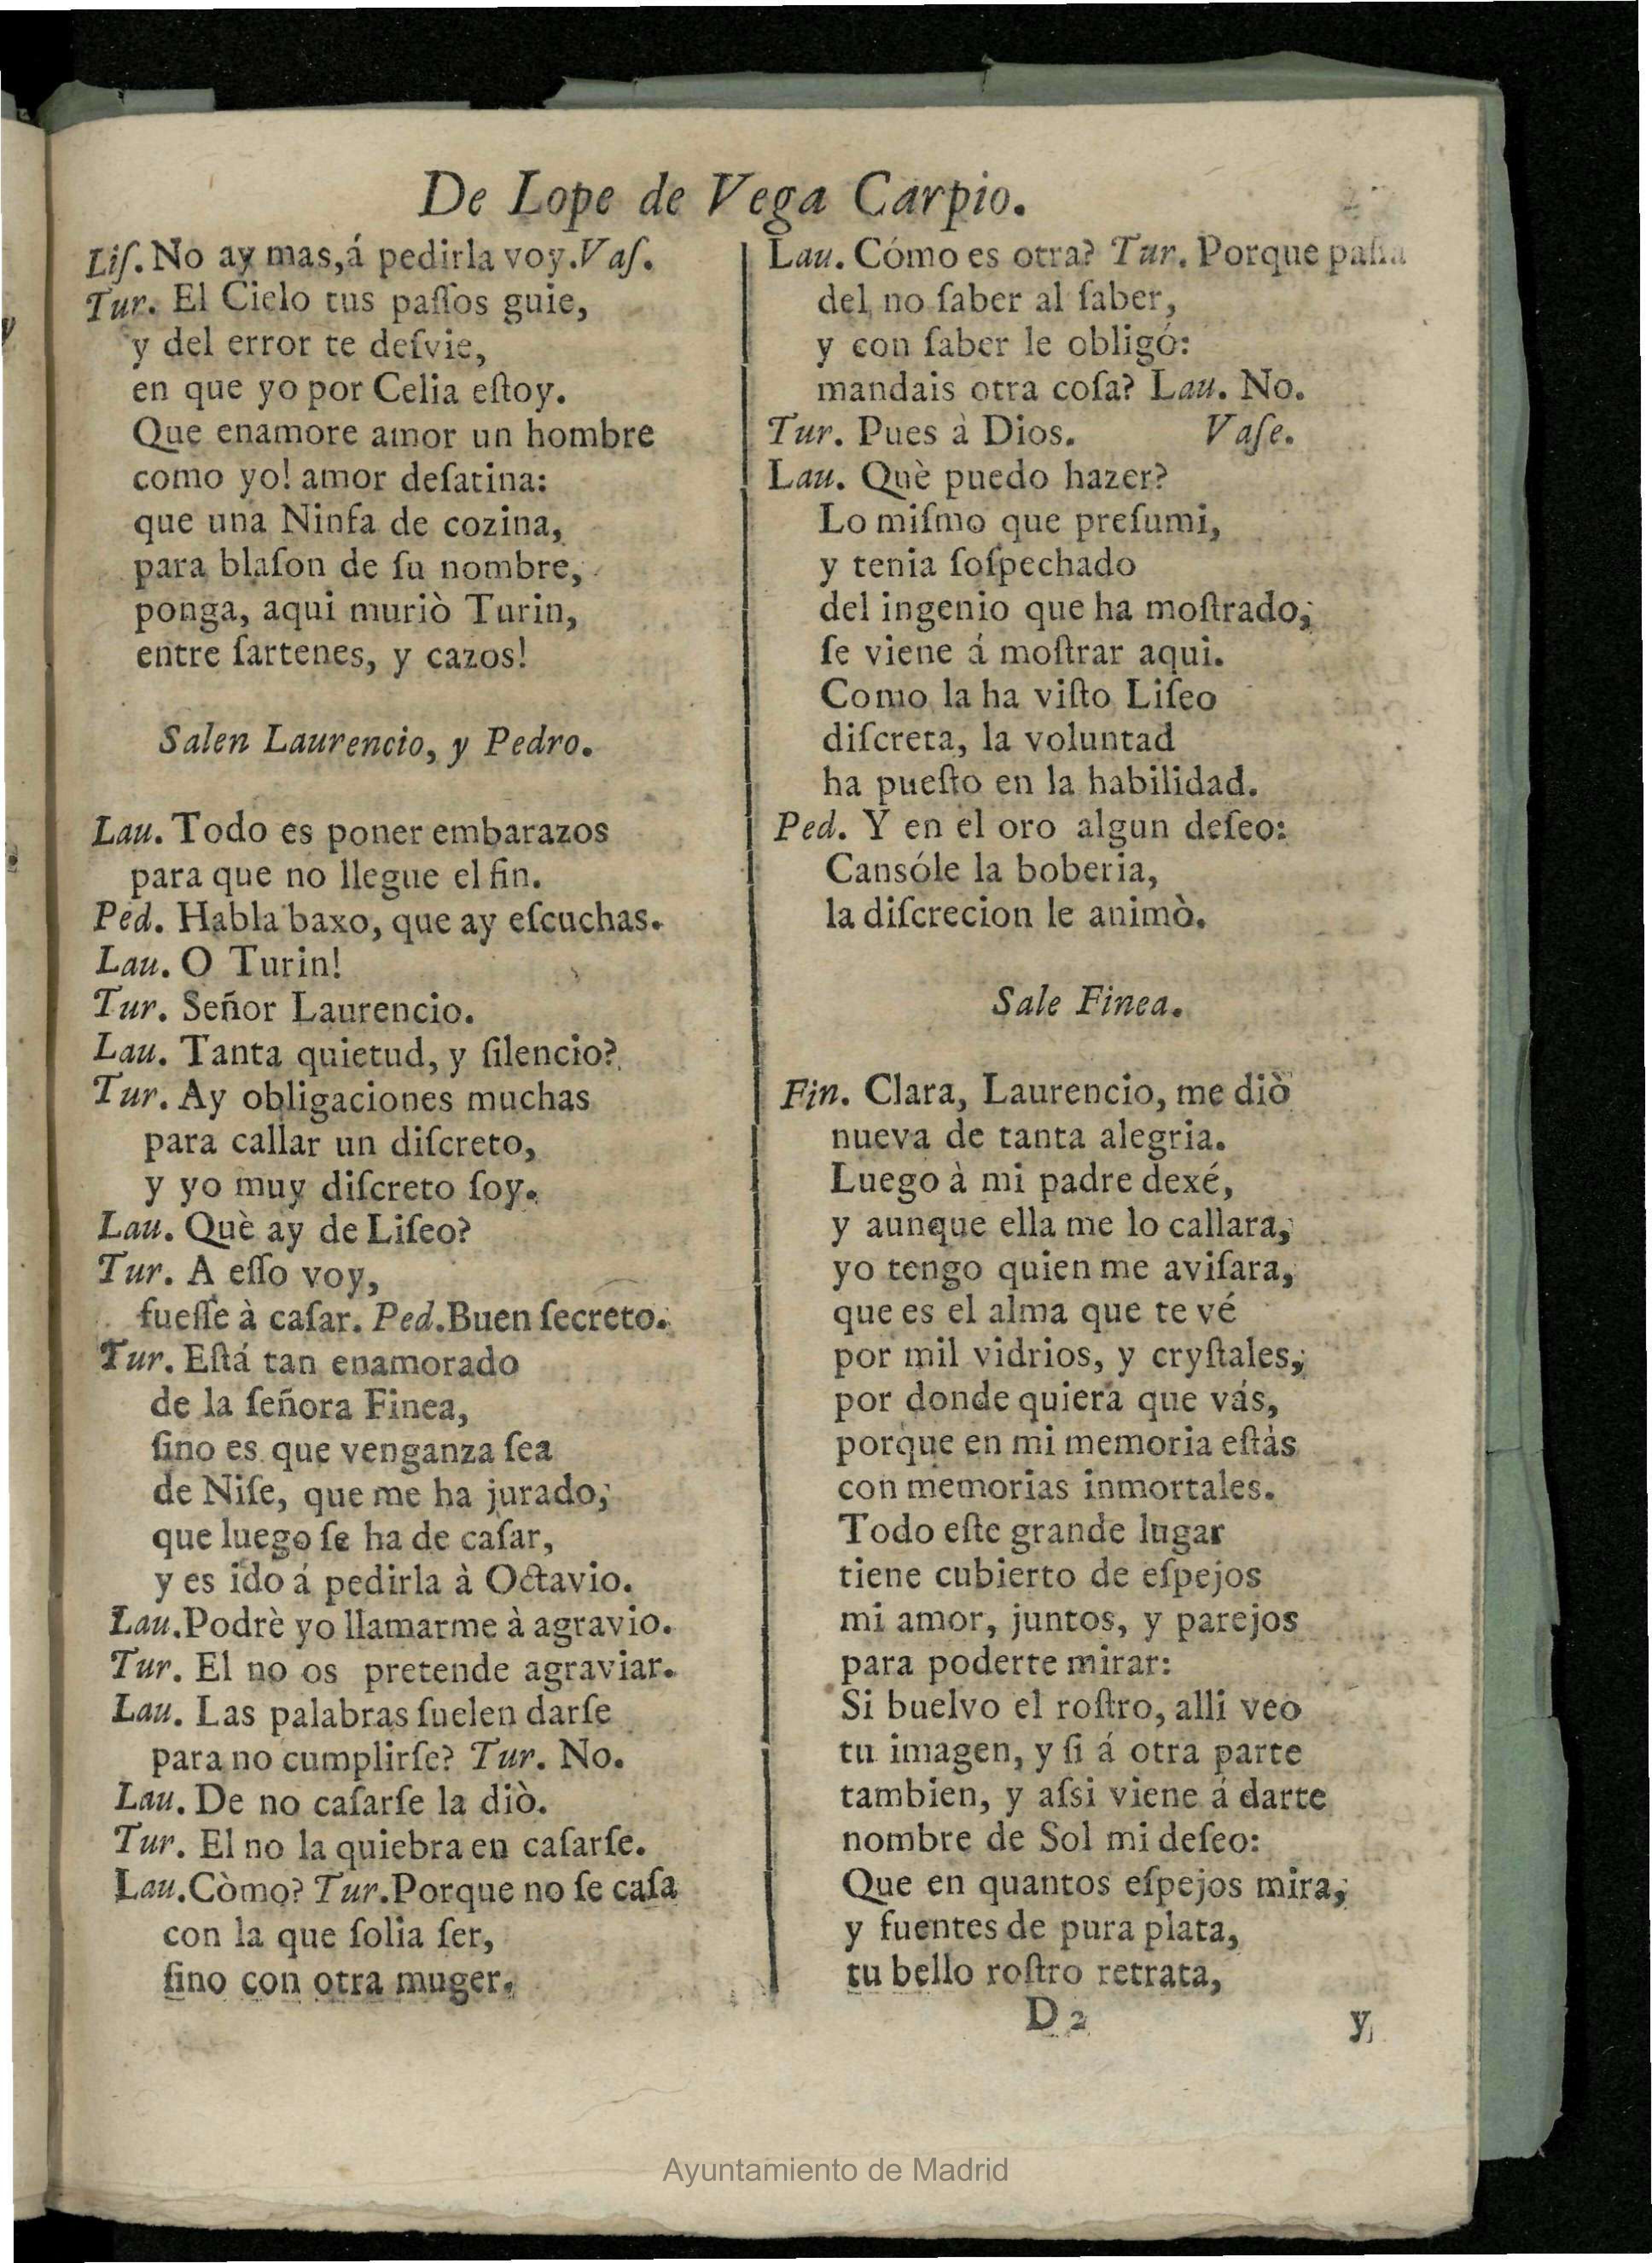 De Lope de Vega Carpio.
Liſ. No ay mas, á pedirla voy. Vaſ.
Tur. El Cielo tus paſſos guie,
y del error te deſvie,
en que yo por Celia eſtoy.
Que enamore amor un hombre
como yo! amor deſatina:
que una Ninfa de cozina,
para blaſon de ſu nombre,
ponga, aqui muriò Turin,
entre ſartenes, y cazos!
Salen Laurencio, y Pedro.
Lau. Todo es poner embarazos
para que no llegue el fin.
Ped. Habla baxo, que ay eſcuchas.
Lau. O Turin!
Tur. Señor Laurencio.
Lau. Tanta quietud, y ſilencio?
Tur. Ay obligaciones muchas
para callar un diſcreto,
y yo muy diſcreto ſoy.
Lau. Què ay de Liſeo?
Tur. A eſſo voy,
fueſſe à caſar. Ped. Buen ſecreto.
Tur. Eſtá tan enamorado
de la ſeñora Finea,
ſino es que venganza ſea
de Niſe, que me ha jurado,
que luego ſe ha de caſar,
y es ido á pedirla à Octavio.
Lau. Podrè yo llamarme à agravio.
Tur. El no os pretende agraviar.
Lau. Las palabras ſuelen darſe
para no cumplirſe? Tur. No.
Lau. De no caſarſe la diò.
Tur. El no la quiebra en caſarſe.
Lau. Còmo? Tur. Porque no ſe caſa
con la que ſolia ſer,
ſino con otra muger.
Lau. Cómo es otra? Tur. Porque paſſa
del no ſaber al ſaber,
y con ſaber le obligó:
mandais otra coſa? Lau. No.
Tur. Pues à Dios. Vaſe.
Lau. Què puedo hazer?
Lo miſmo que preſumi,
y tenia ſoſpechado
del ingenio que ha moſtrado,
ſe viene á moſtrar aqui.
Como la ha viſto Liſeo
diſcreta, la voluntad
ha pueſto en la habilidad.
Ped. Y en el oro algun deſeo:
Cansóle la boberia,
la diſcrecion le animò.
Sale Finea.
Fin. Clara, Laurencio, me diò
nueva de tanta alegria.
Luego à mi padre dexé,
y aunque ella me lo callara,
yo tengo quien me aviſara,
que es el alma que te vé
por mil vidrios, y cryſtales,
por donde quiera que vás,
porque en mi memoria eſtàs
con memorias inmortales.
Todo eſte grande lugar
tiene cubierto de eſpejos
mi amor, juntos, y parejos
para poderte mirar:
Si buelvo el roſtro, alli veo
tu imagen, y ſi á otra parte
tambien, y aſsi viene á darte
nombre de Sol mi deſeo:
Que en quantos eſpejos mira,
y fuentes de pura plata,
tu bello roſtro retrata,
D 2 y
Ayuntamiento de Madrid